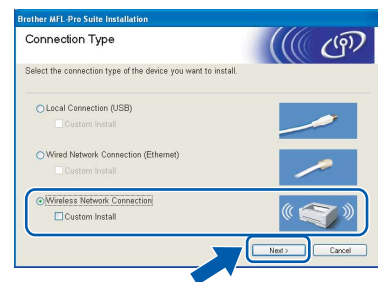 Brother MFL-Pro Suite Installation
Connection Type
Select the connection type of the device you want to install.
Local Connection (USB)
Custom Install
Wired Network Connection (Ethernet)
Custom Install
Wireless Network Connection
Custom Install
Next >
Cancel